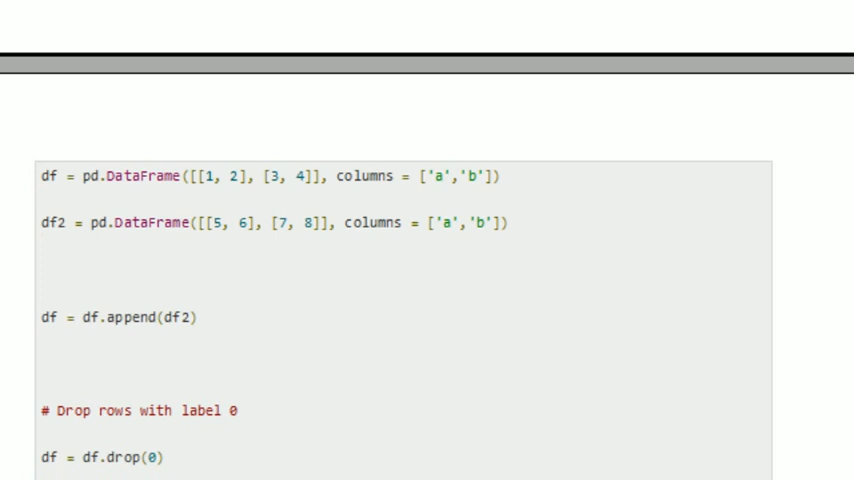 df = pd.DataFrame([[1, 2], [3, 4]], columns = ['a','b'])
df2 = pd.DataFrame([[5, 6], [7, 8]], columns = ['a','b'])
df = df.append(df2)
# Drop rows with label 0
df = df.drop(0)